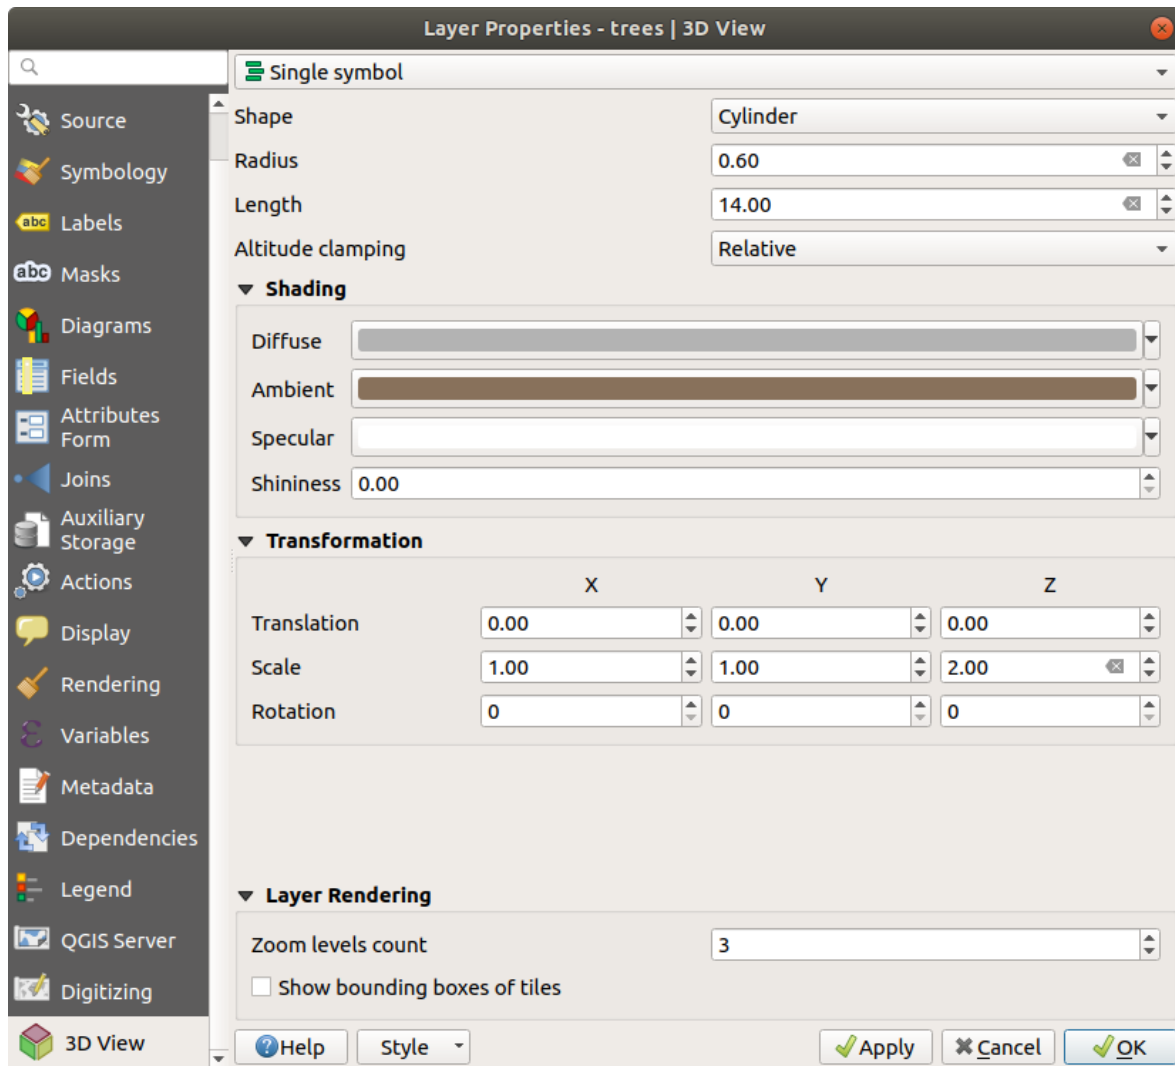 Layer Properties - trees | 3D View
Source
Symbology
abc Labels
abc Masks
Diagrams
Fields
Attributes
Form
Joins
Auxiliary
Storage
Actions
Display
Rendering
ε Variables
Metadata
Dependencies
Legend
QGIS Server
Digitizing
3D View
Single symbol
Shape Cylinder
Radius 0.60
Length 14.00
Altitude clamping Relative
Shading
Diffuse
Ambient
Specular
Shininess 0.00
Transformation
X Y Z
Translation 0.00 0.00 0.00
Scale 1.00 1.00 2.00
Rotation 0 0 0
Layer Rendering
Zoom levels count 3
Show bounding boxes of tiles
Help Style Apply Cancel OK